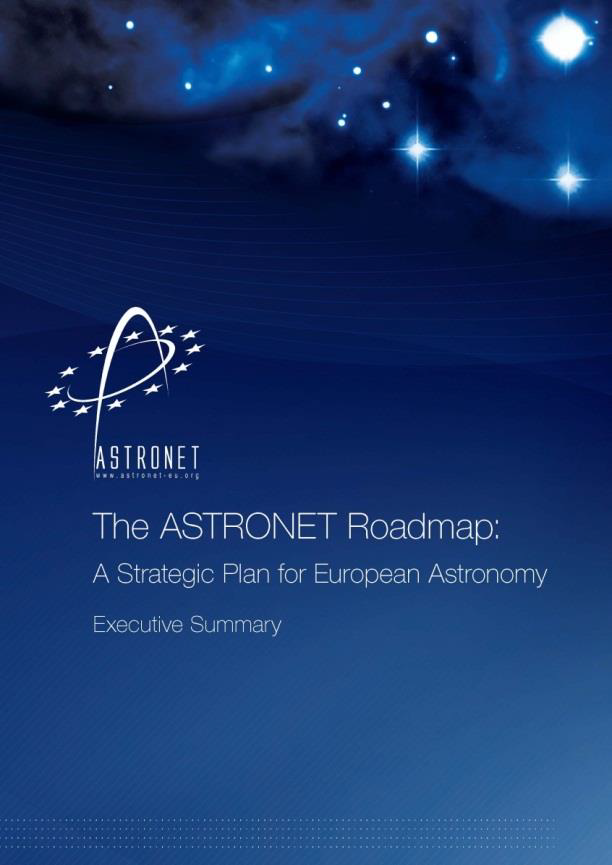 ASTRONET
www.astronet-eu.org
The ASTRONET Roadmap:
A Strategic Plan for European Astronomy
Executive Summary